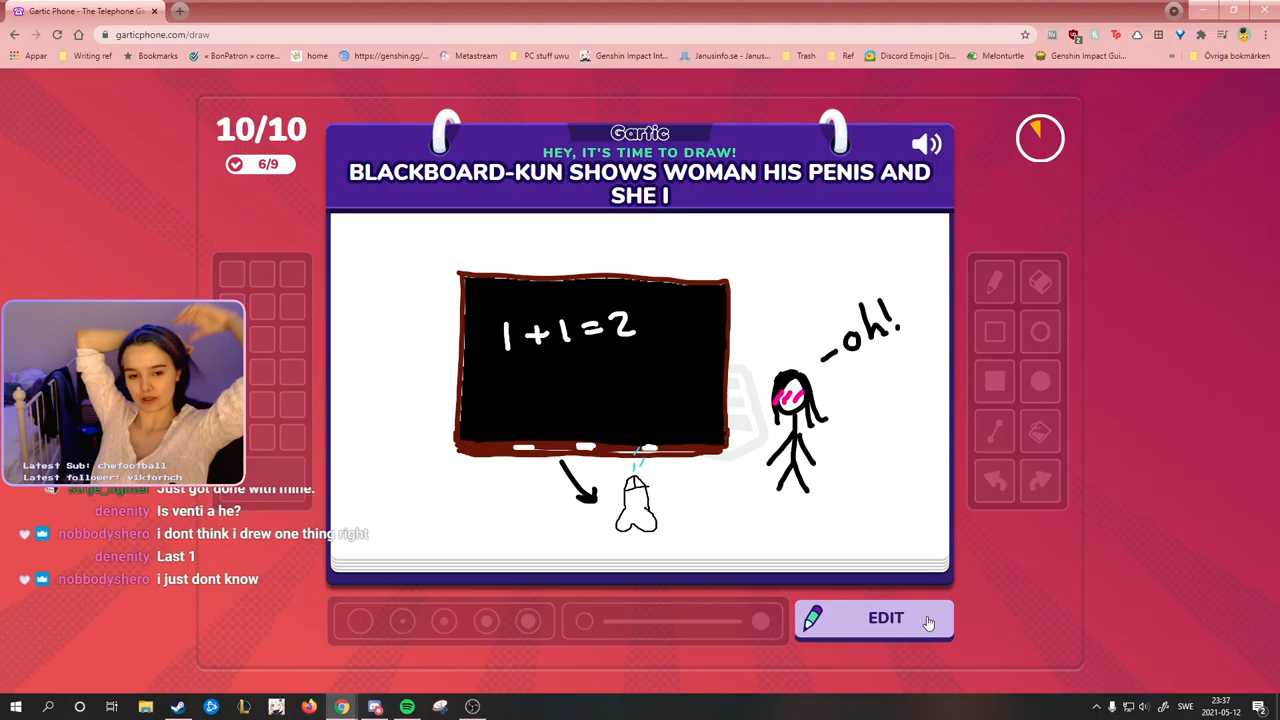 Gartic Phone - The Telephone Ga
garticphone.com/draw
Appar
Writing ref
Bookmarks
« BonPatron » corre...
home
https://genshin.gg/...
Metastream
PC stuff uwu
Genshin Impact Int...
Janusinfo.se - Janus...
Trash
Ref
Discord Emojis | Dis...
Melonturtle
Genshin Impact Gui...
»
Övriga bokmärken
10/10
6/9
Gartic
HEY, IT'S TIME TO DRAW!
BLACKBOARD-KUN SHOWS WOMAN HIS PENIS AND
SHE I
1+1=2
- oh!
Latest Sub: chwfootball
Latest follower: viktorhch
Just got done with mine.
denenity Is venti a he?
nobbodyshero i dont think i drew one thing right
denenity Last 1
nobbodyshero i just dont know
EDIT
SWE
23:37
2021-05-12